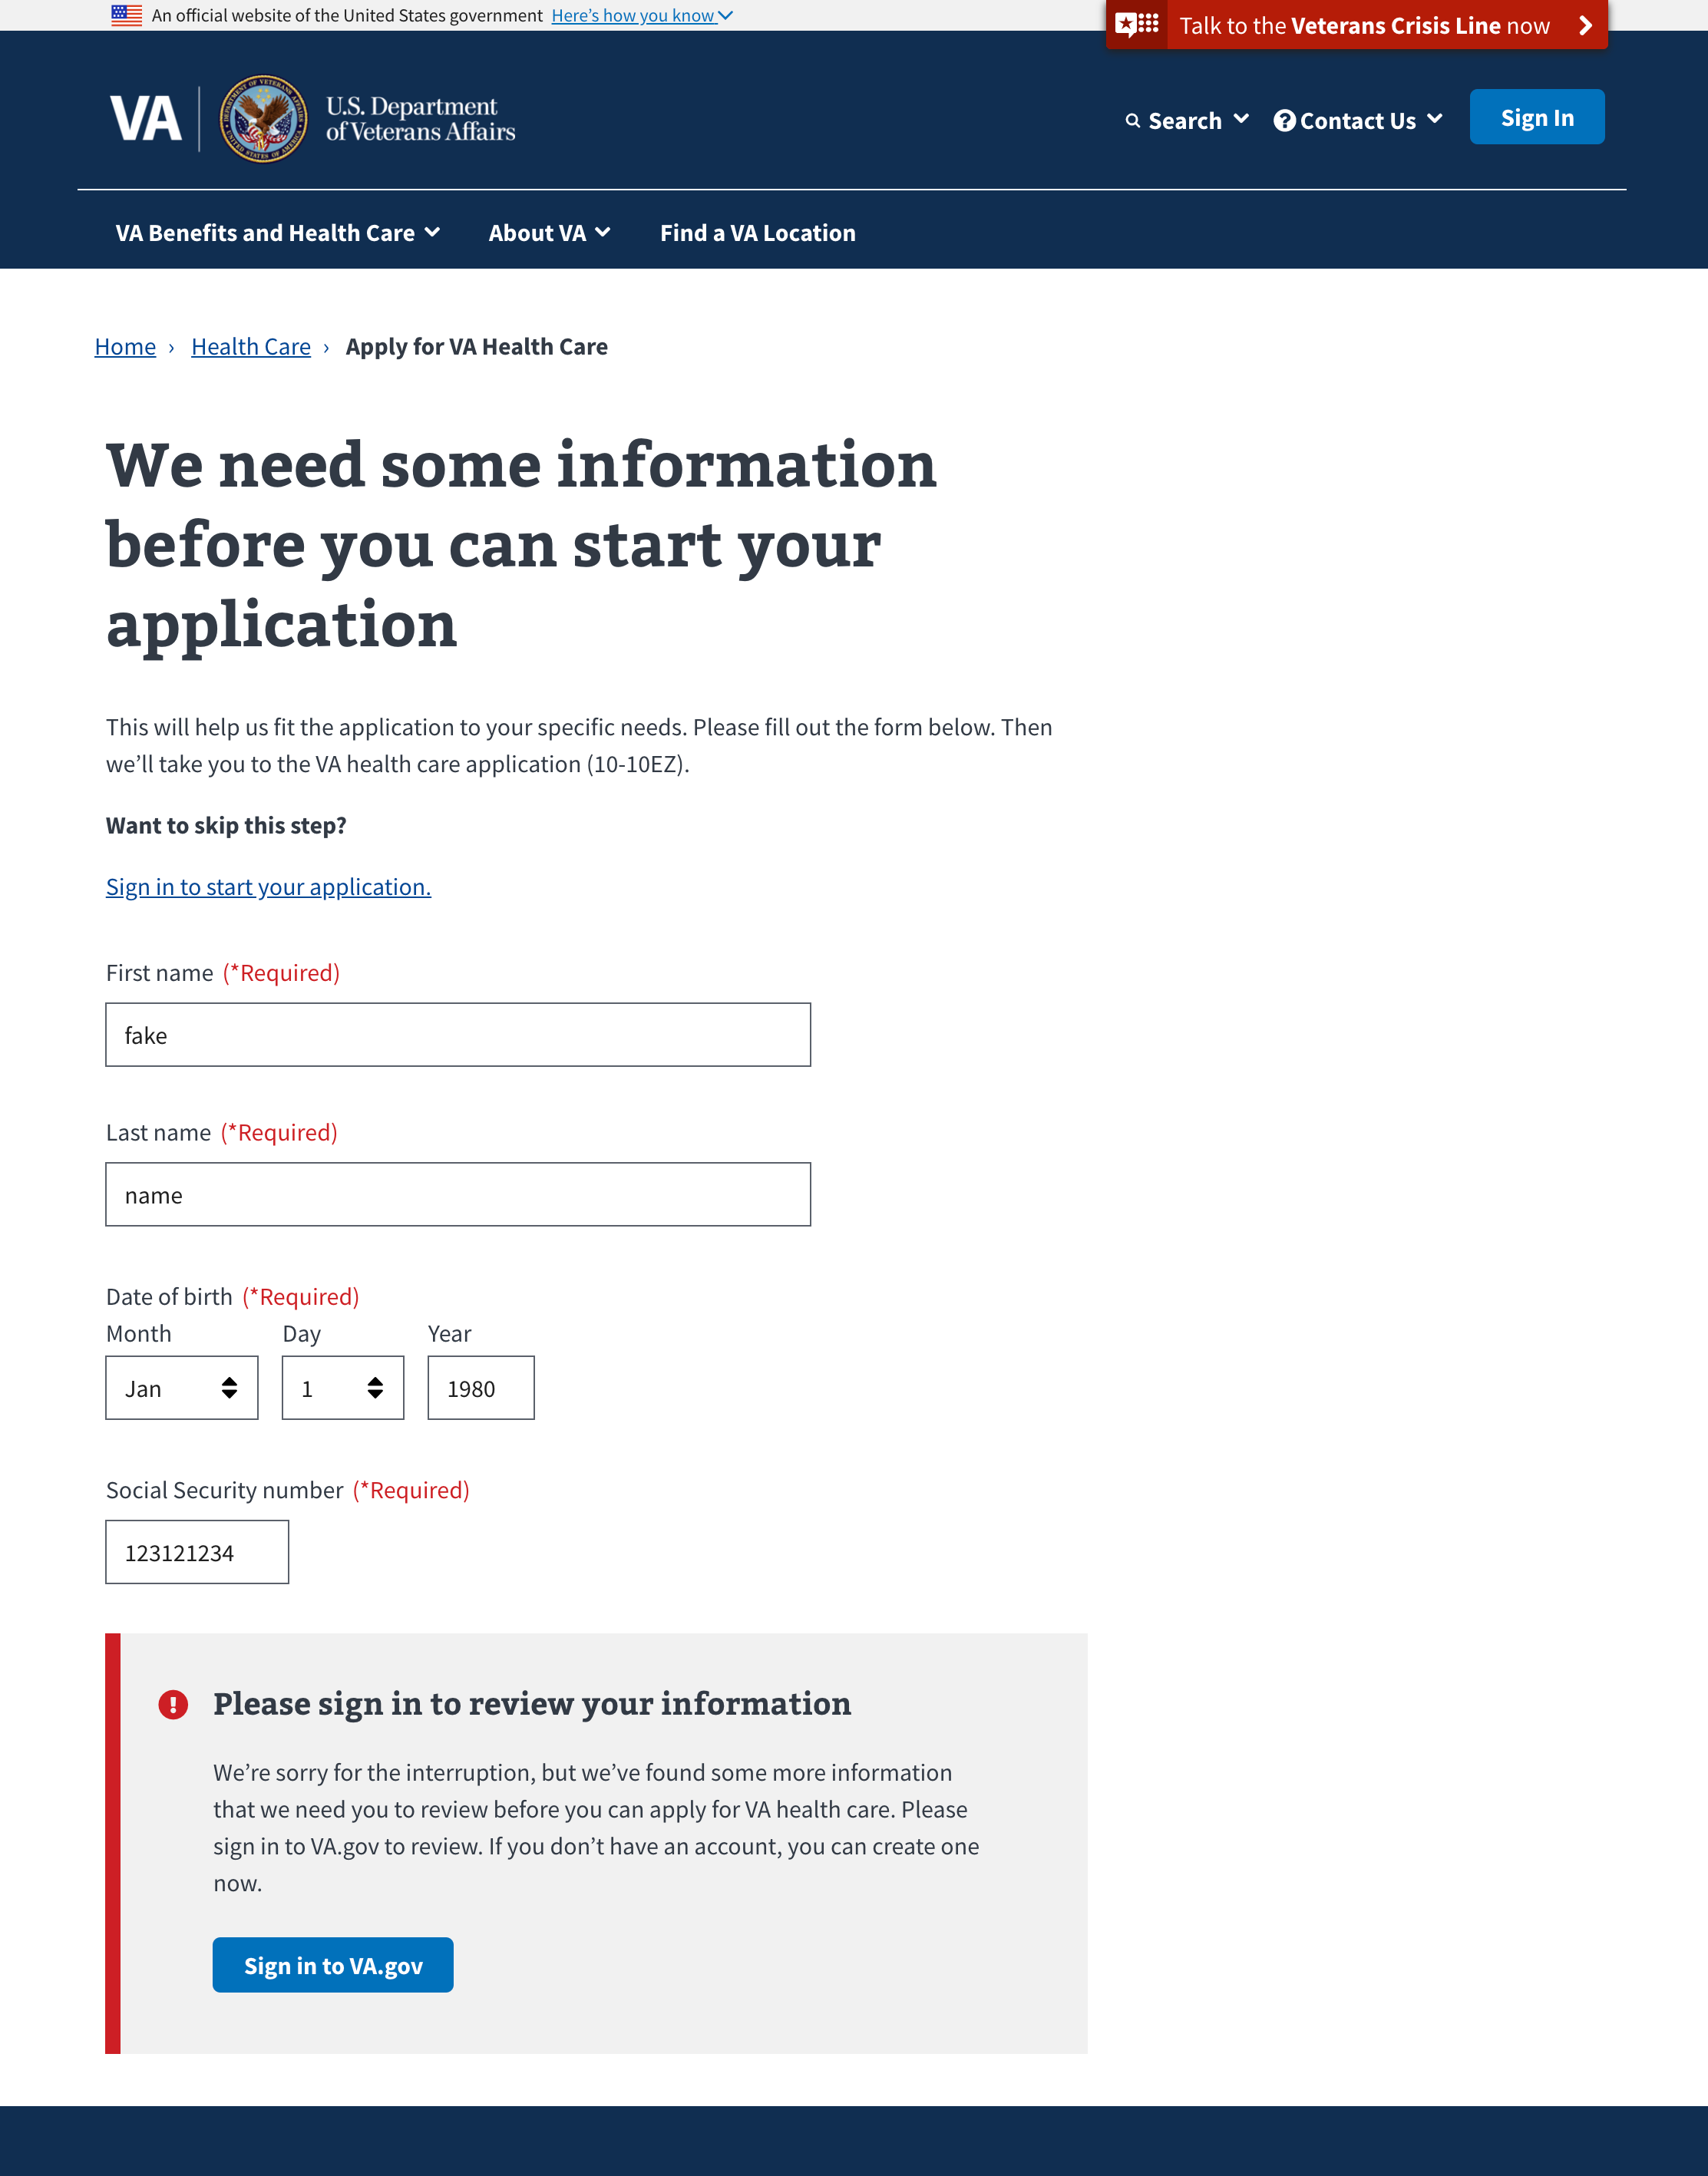 An official website of the United States government Here’s how you know
Talk to the Veterans Crisis Line now
VA
U.S. Department
of Veterans Affairs
Search
Contact Us
Sign In
VA Benefits and Health Care
About VA
Find a VA Location
Home › Health Care › Apply for VA Health Care
We need some information
before you can start your
application
This will help us fit the application to your specific needs. Please fill out the form below. Then
we’ll take you to the VA health care application (10-10EZ).
Want to skip this step?
Sign in to start your application.
First name (*Required)
fake
Last name (*Required)
name
Date of birth (*Required)
Month Day Year
Jan 1 1980
Social Security number (*Required)
123121234
Please sign in to review your information
We’re sorry for the interruption, but we’ve found some more information
that we need you to review before you can apply for VA health care. Please
sign in to VA.gov to review. If you don’t have an account, you can create one
now.
Sign in to VA.gov